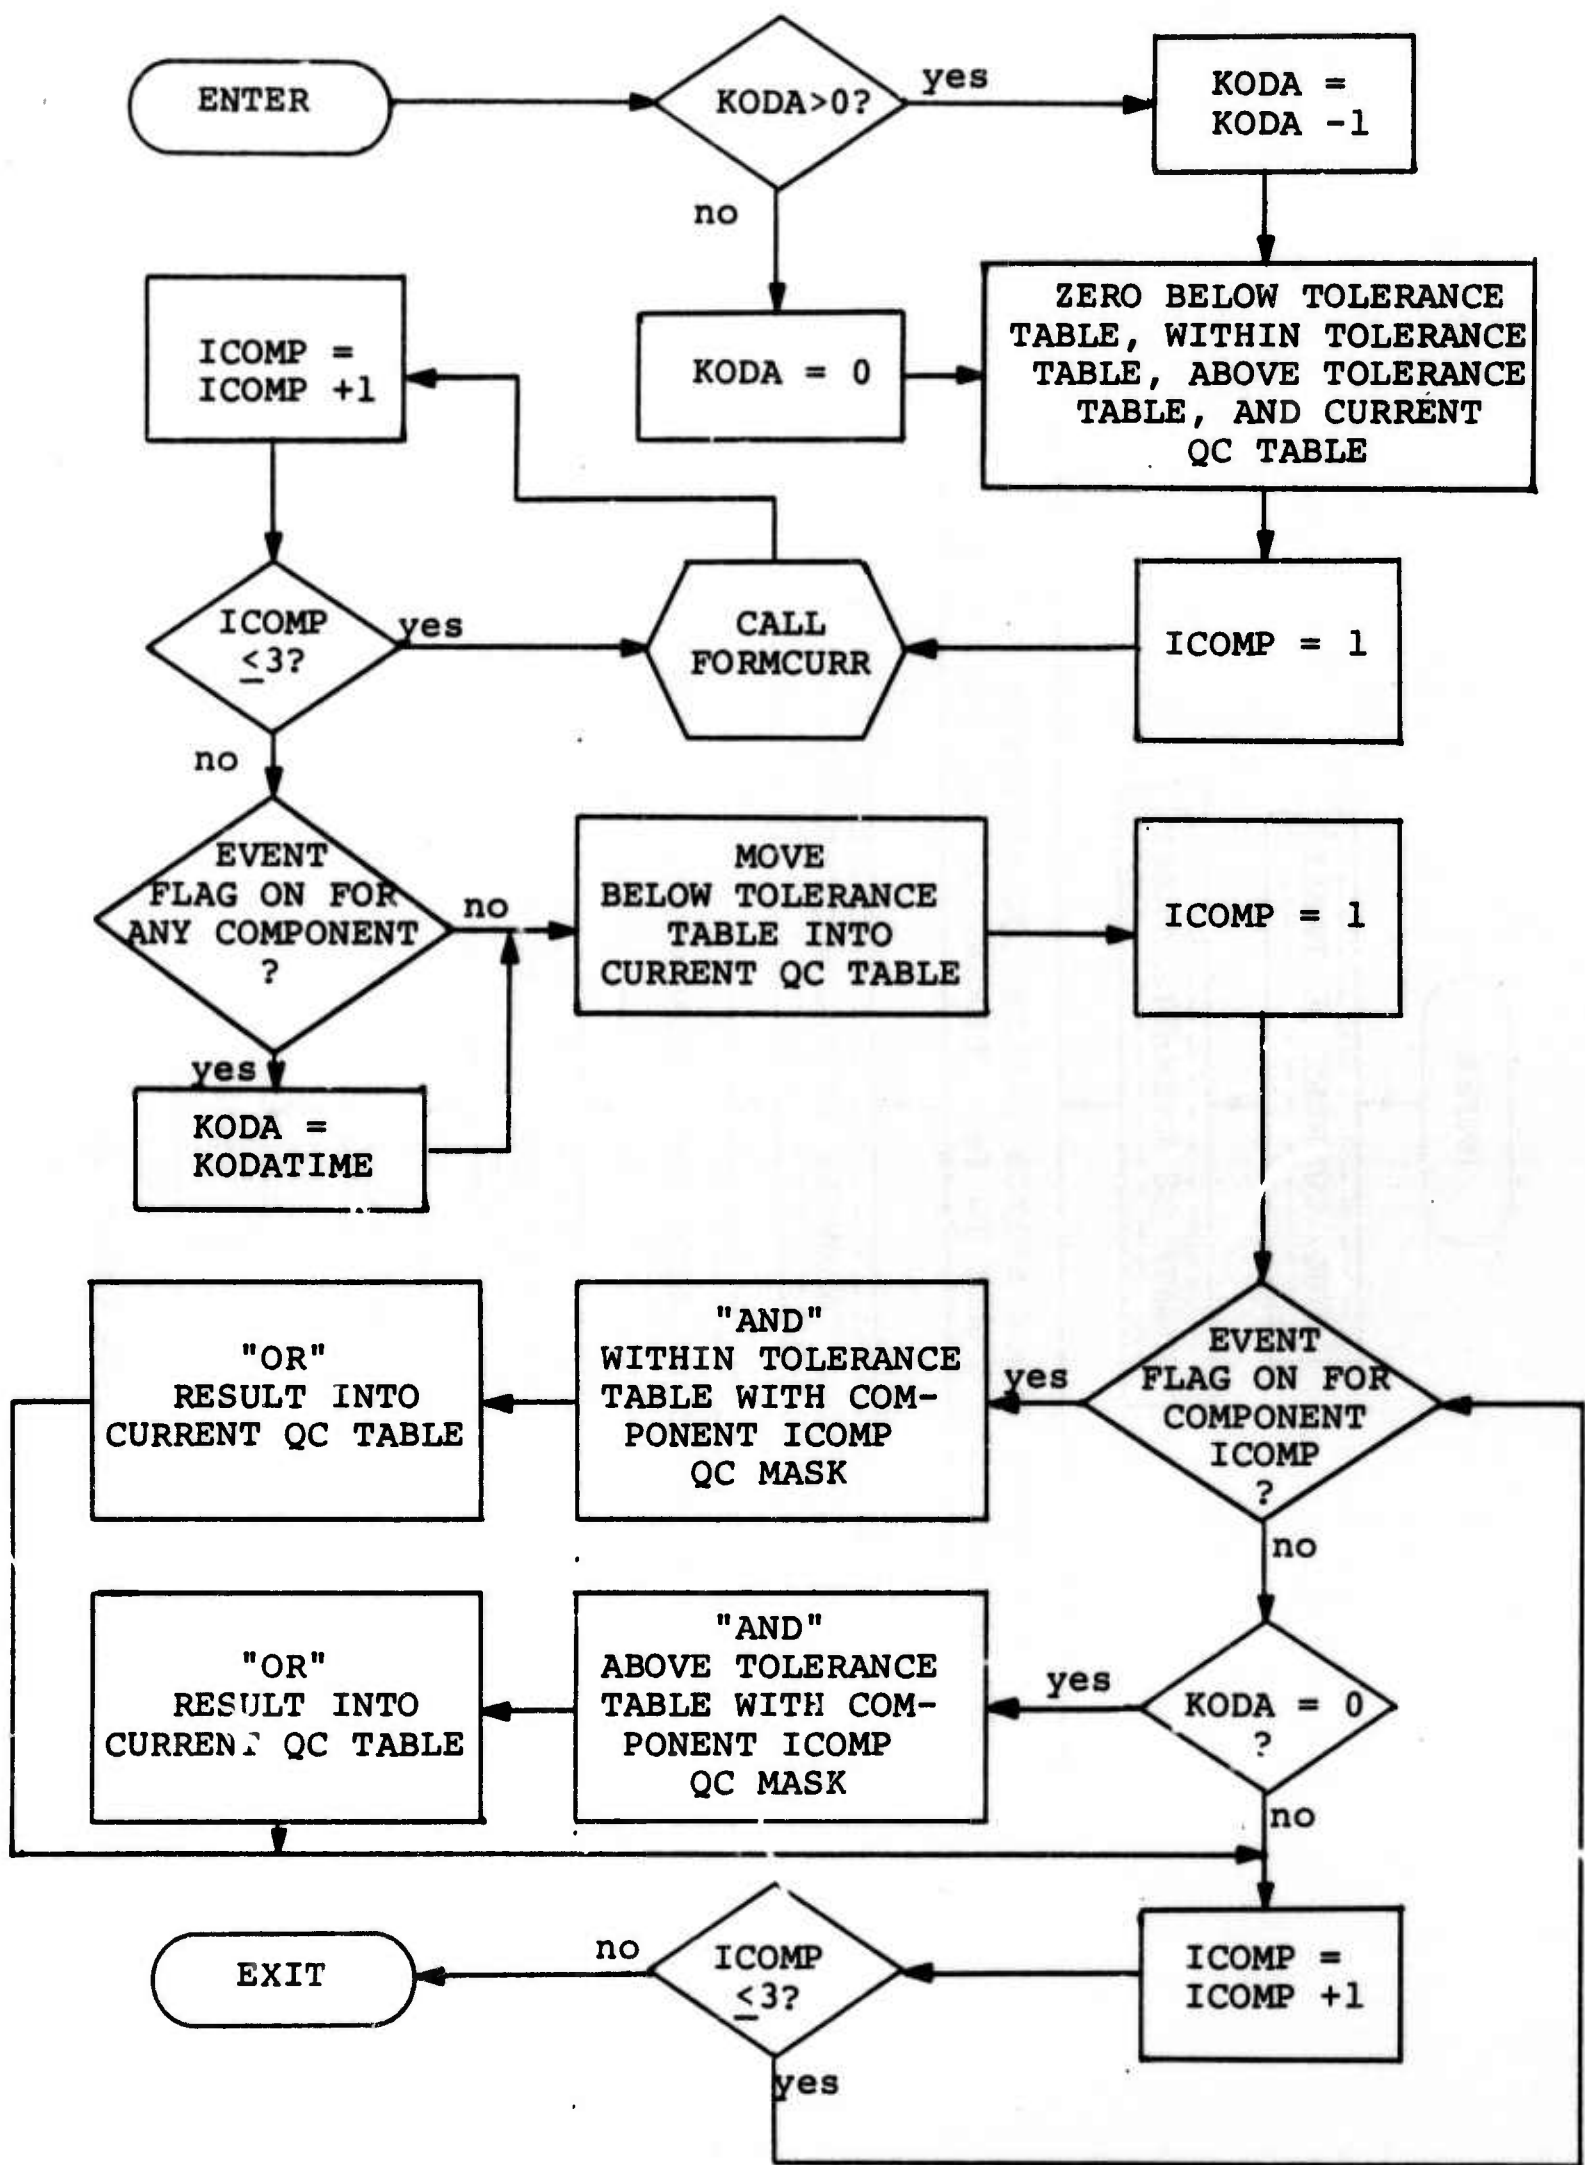 ENTER
KODA>0?
yes
KODA =
KODA -1
no
ICOMP =
ICOMP +1
KODA = 0
ZERO BELOW TOLERANCE
TABLE, WITHIN TOLERANCE
TABLE, ABOVE TOLERANCE
TABLE, AND CURRENT
QC TABLE
ICOMP
≤3?
yes
CALL
FORMCURR
ICOMP = 1
no
EVENT
FLAG ON FOR
ANY COMPONENT
?
no
MOVE
BELOW TOLERANCE
TABLE INTO
CURRENT QC TABLE
ICOMP = 1
yes
KODA =
KODATIME
"OR"
RESULT INTO
CURRENT QC TABLE
"AND"
WITHIN TOLERANCE
TABLE WITH COM-
PONENT ICOMP
QC MASK
yes
EVENT
FLAG ON FOR
COMPONENT
ICOMP
?
no
"OR"
RESULT INTO
CURRENT QC TABLE
"AND"
ABOVE TOLERANCE
TABLE WITH COM-
PONENT ICOMP
QC MASK
yes
KODA = 0
?
no
EXIT
no
ICOMP
≤3?
ICOMP =
ICOMP +1
yes